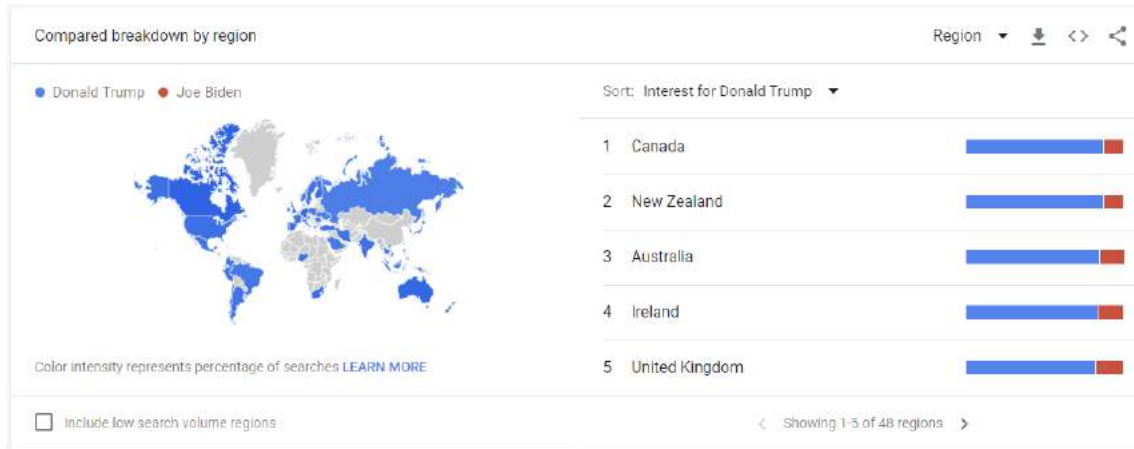 Compared breakdown by region
Region
Donald Trump Joe Biden
Sort: Interest for Donald Trump
1 Canada
2 New Zealand
3 Australia
4 Ireland
5 United Kingdom
Color intensity represents percentage of searches LEARN MORE
Include low search volume regions
Showing 1-5 of 48 regions